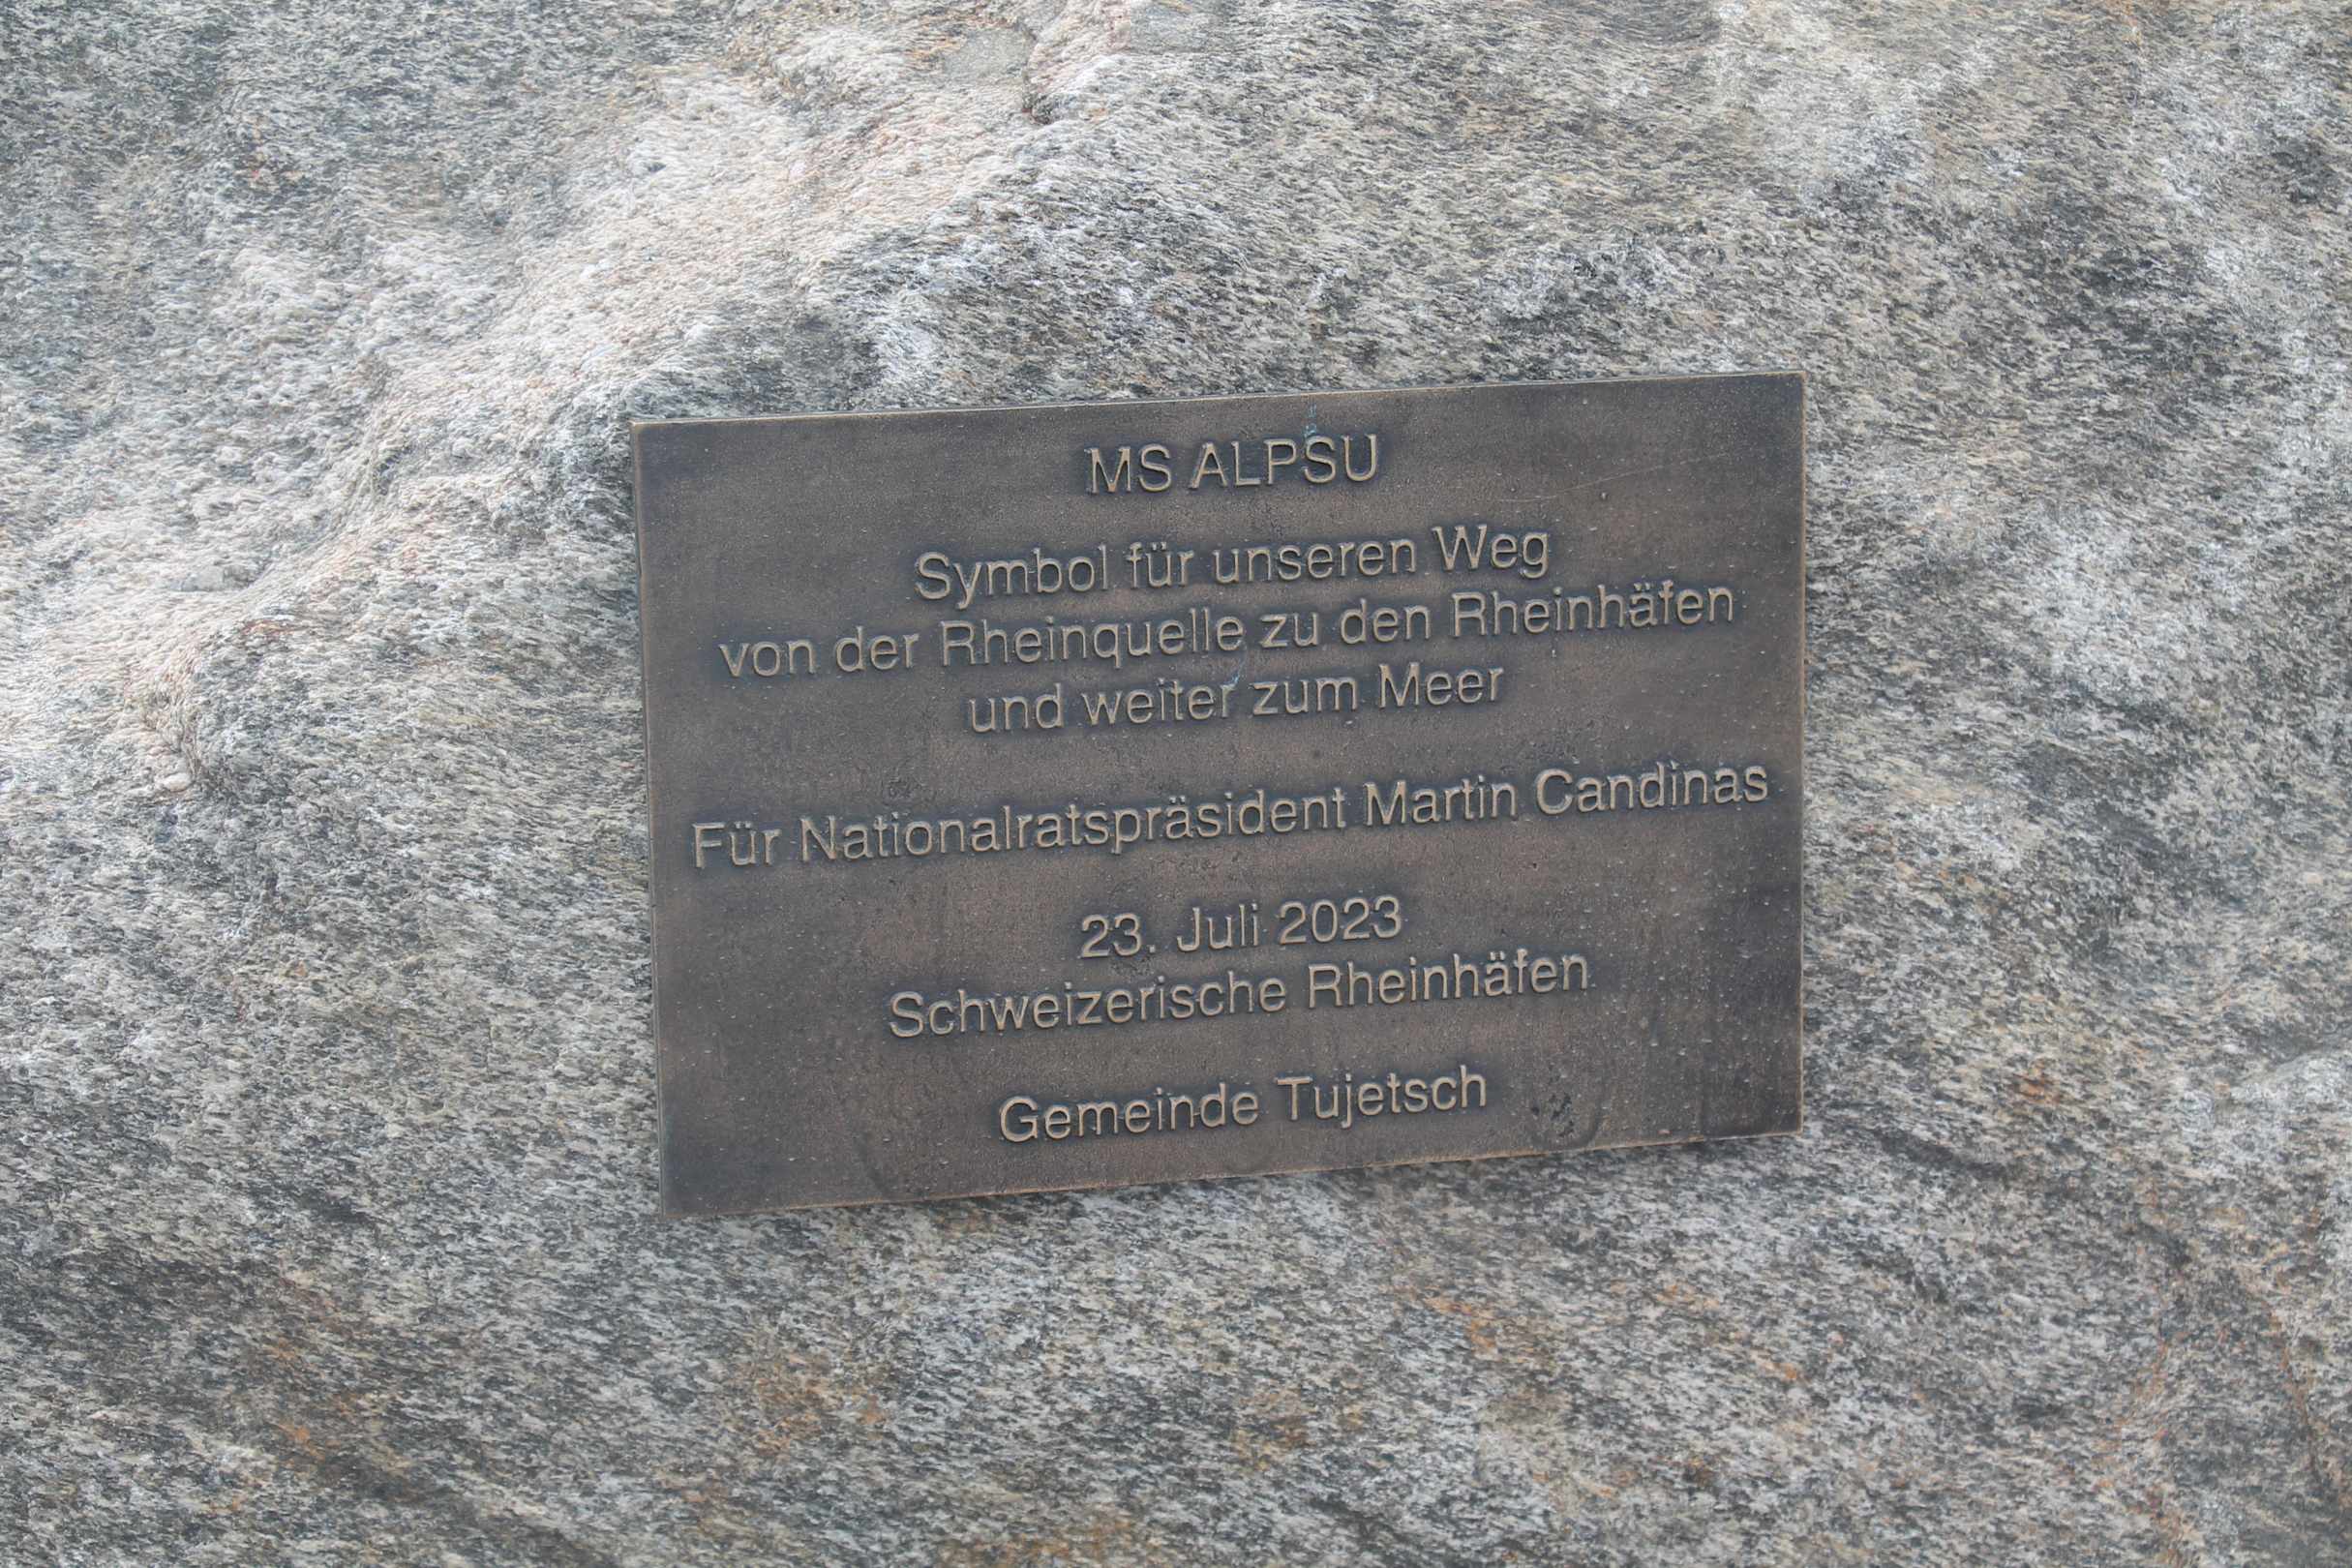 MS ALPSU
Symbol für unseren Weg
von der Rheinquelle zu den Rheinhäfen
und weiter zum Meer
Für Nationalratspräsident Martin Candinas
23. Juli 2023
Schweizerische Rheinhäfen
Gemeinde Tujetsch